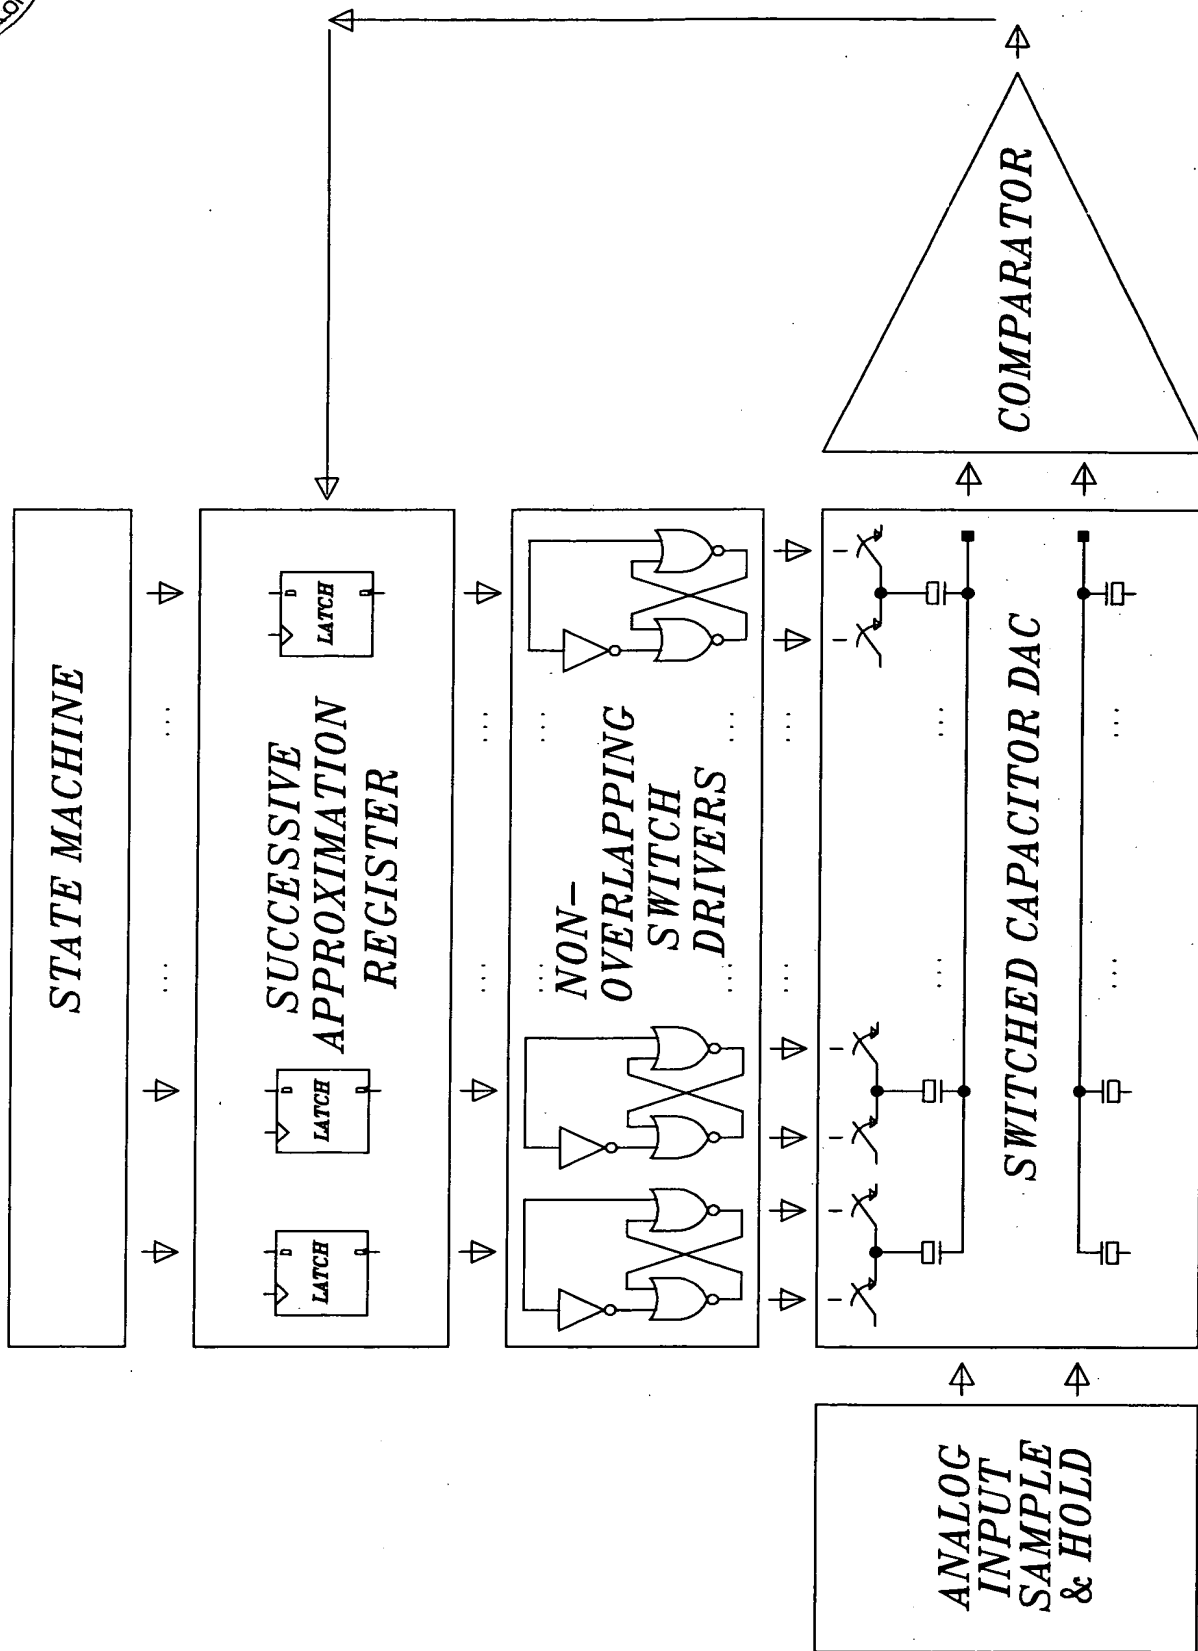 STATE MACHINE
SUCCESSIVE
APPROXIMATION
REGISTER
LATCH
D
Q
LATCH
D
Q
LATCH
D
Q
NON-
OVERLAPPING
SWITCH
DRIVERS
SWITCHED CAPACITOR DAC
ANALOG
INPUT
SAMPLE
& HOLD
COMPARATOR